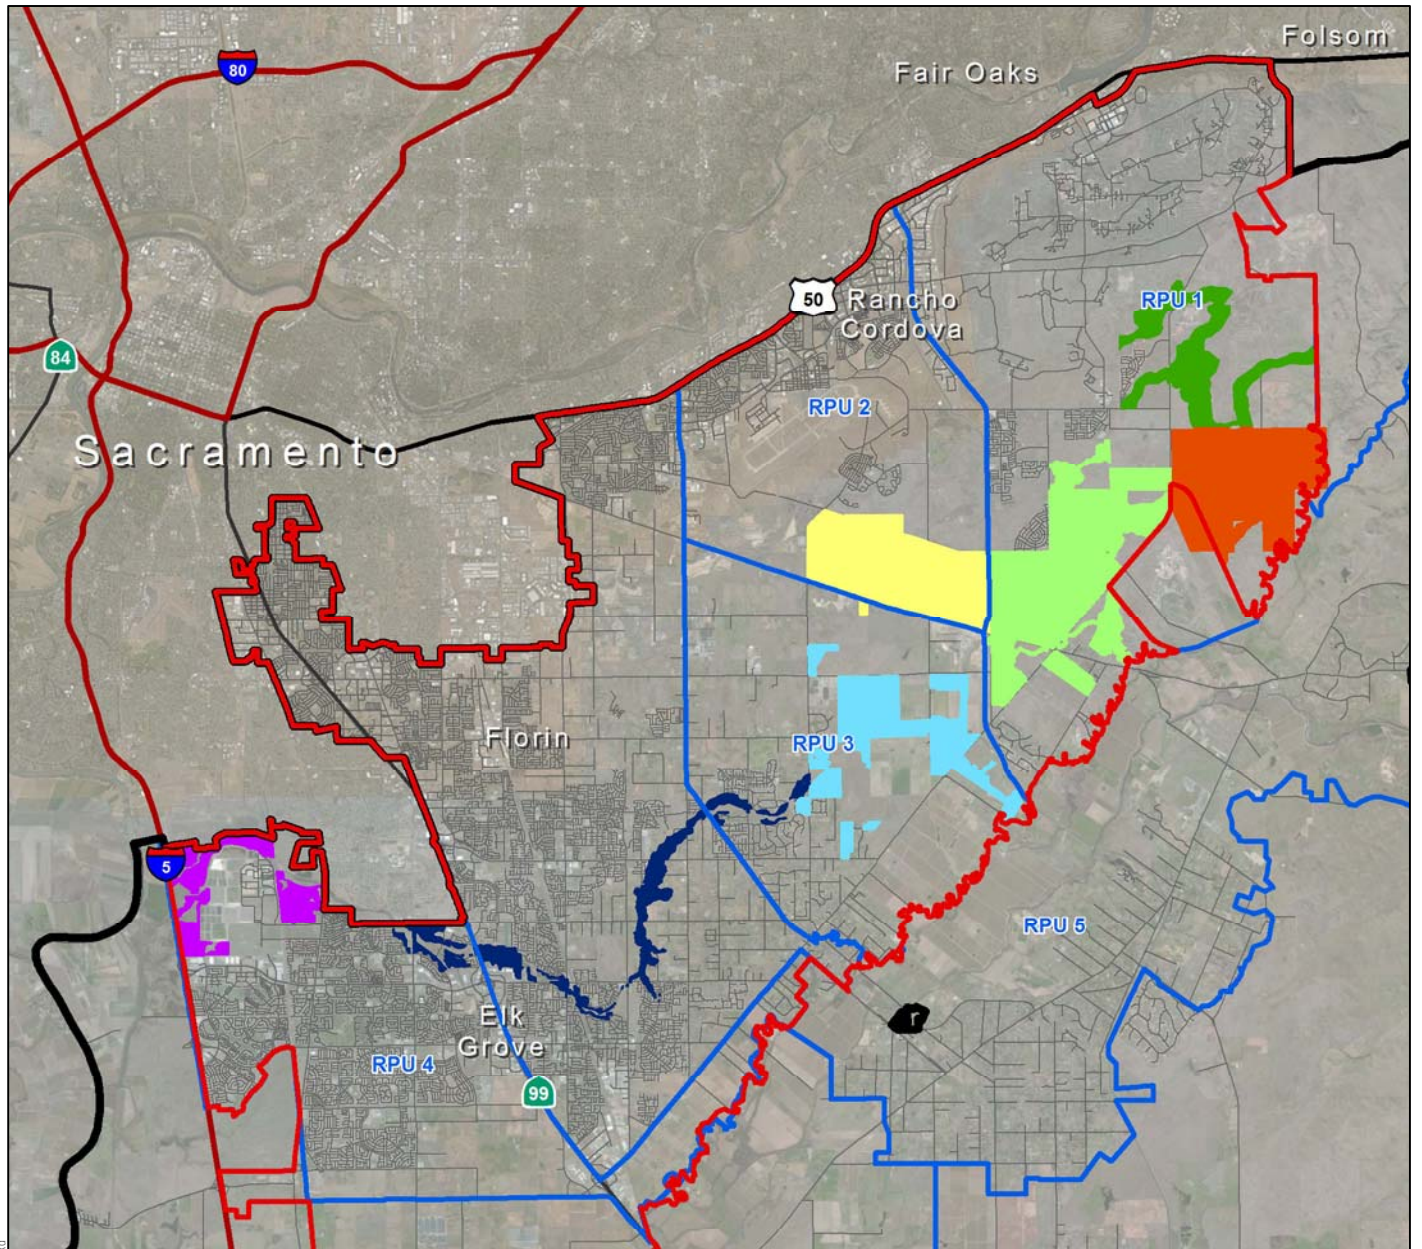 Folsom
80
Fair Oaks
RPU 1
50
Rancho
Cordova
84
RPU 2
Sacramento
Florin
RPU 3
5
RPU 5
r
Elk
Grove
RPU 4
99